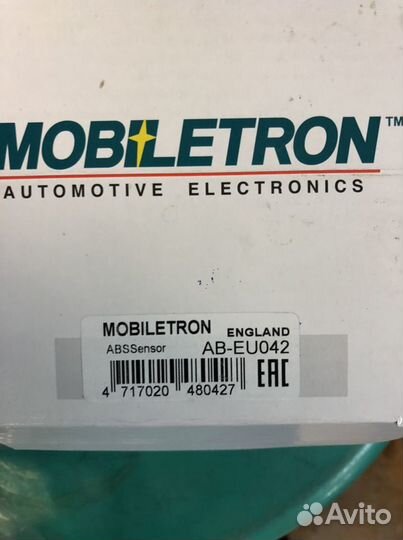 MOBILETRON™
AUTOMOTIVE ELECTRONICS
MOBILETRON ENGLAND
ABSSensor AB-EU042
4 717020 480427 EAC
Avito